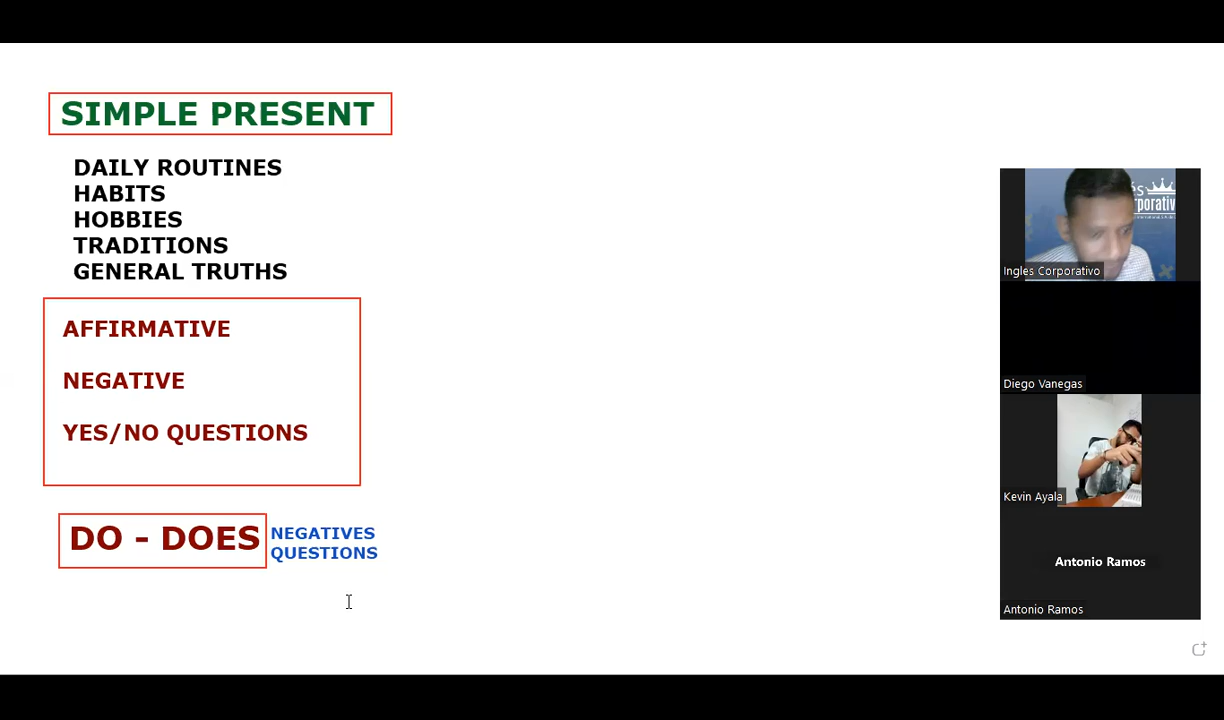 SIMPLE PRESENT
DAILY ROUTINES
HABITS
HOBBIES
TRADITIONS
GENERAL TRUTHS
AFFIRMATIVE
NEGATIVE
YES/NO QUESTIONS
DO - DOES
NEGATIVES
QUESTIONS
Ingles Corporativo
Diego Vanegas
Kevin Ayala
Antonio Ramos
Antonio Ramos